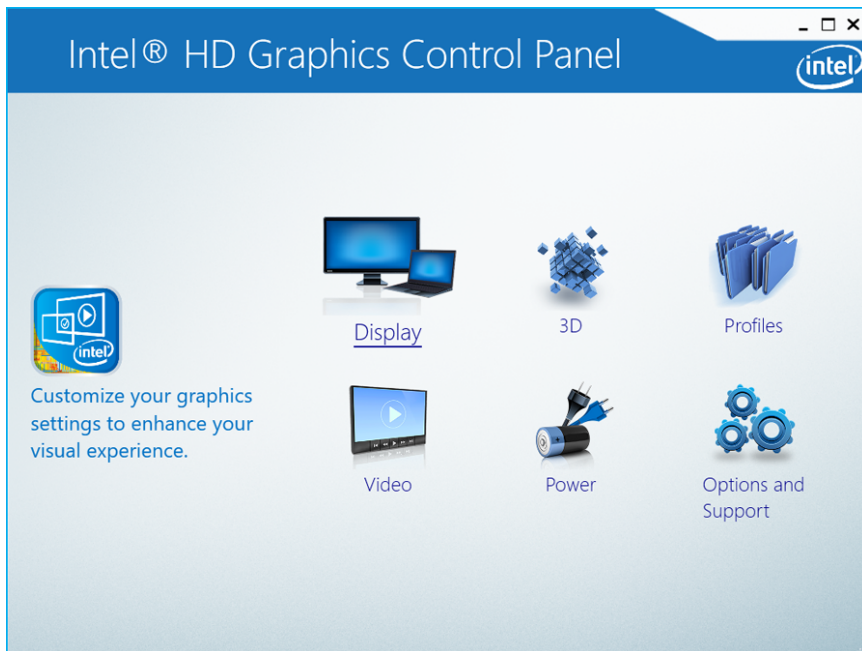 Intel® HD Graphics Control Panel
intel
Display
3D
Profiles
intel
Customize your graphics
settings to enhance your
visual experience.
Video
Power
Options and
Support